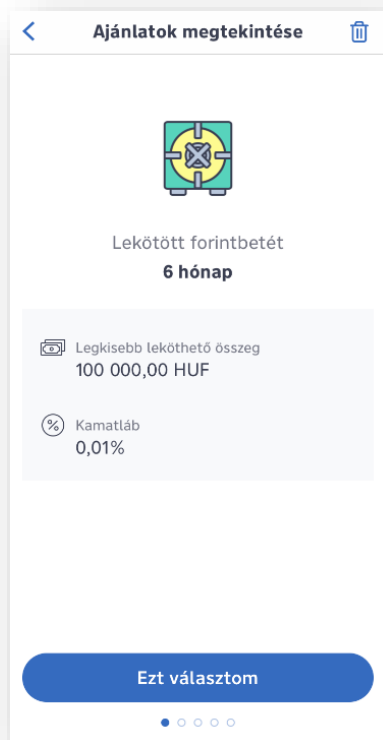 Ajánlatok megtekintése
Lekötött forintbetét
6 hónap
Legkisebb leköthető összeg
100 000,00 HUF
%
Kamatláb
0,01%
Ezt választom